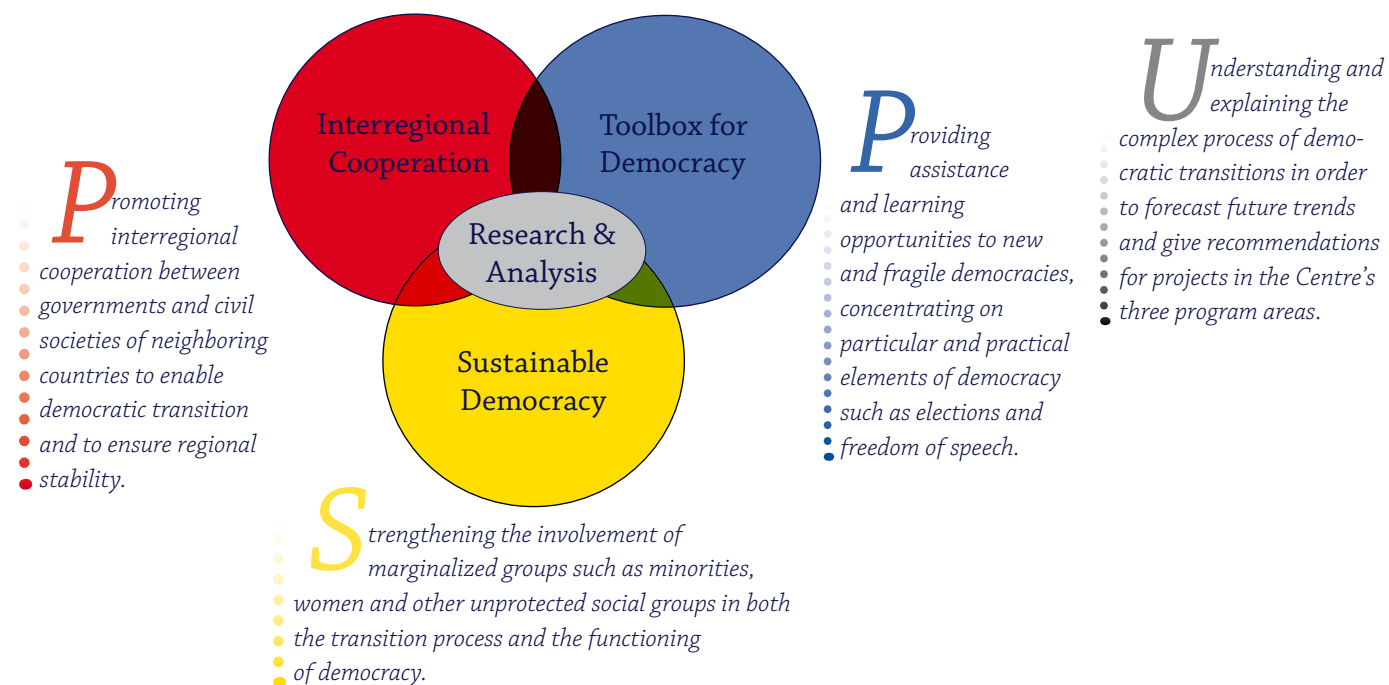 Interregional
Cooperation
Toolbox for
Democracy
Research &
Analysis
Sustainable
Democracy
Promoting
interregional
cooperation between
governments and civil
societies of neighboring
countries to enable
democratic transition
and to ensure regional
stability.
Strengthening the involvement of
marginalized groups such as minorities,
women and other unprotected social groups in both
the transition process and the functioning
of democracy.
Providing
assistance
and learning
opportunities to new
and fragile democracies,
concentrating on
particular and practical
elements of democracy
such as elections and
freedom of speech.
Understanding and
explaining the
complex process of demo-
cratic transitions in order
to forecast future trends
and give recommendations
for projects in the Centre’s
three program areas.